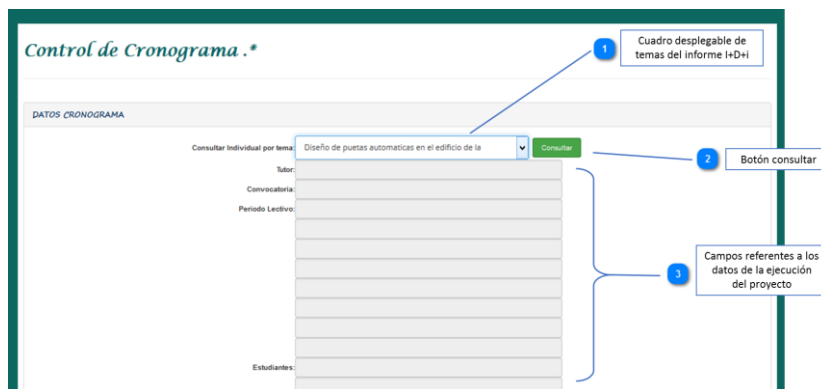 Control de Cronograma .*
1
Cuadro desplegable de
temas del informe I+D+i
DATOS CRONOGRAMA
Consultar Individual por tema:
Diseño de puetas automaticas en el edificio de la
Consultar
2
Botón consultar
Tutor:
Convocatoria:
Periodo Lectivo:
3
Campos referentes a los
datos de la ejecución
del proyecto
Estudiantes: